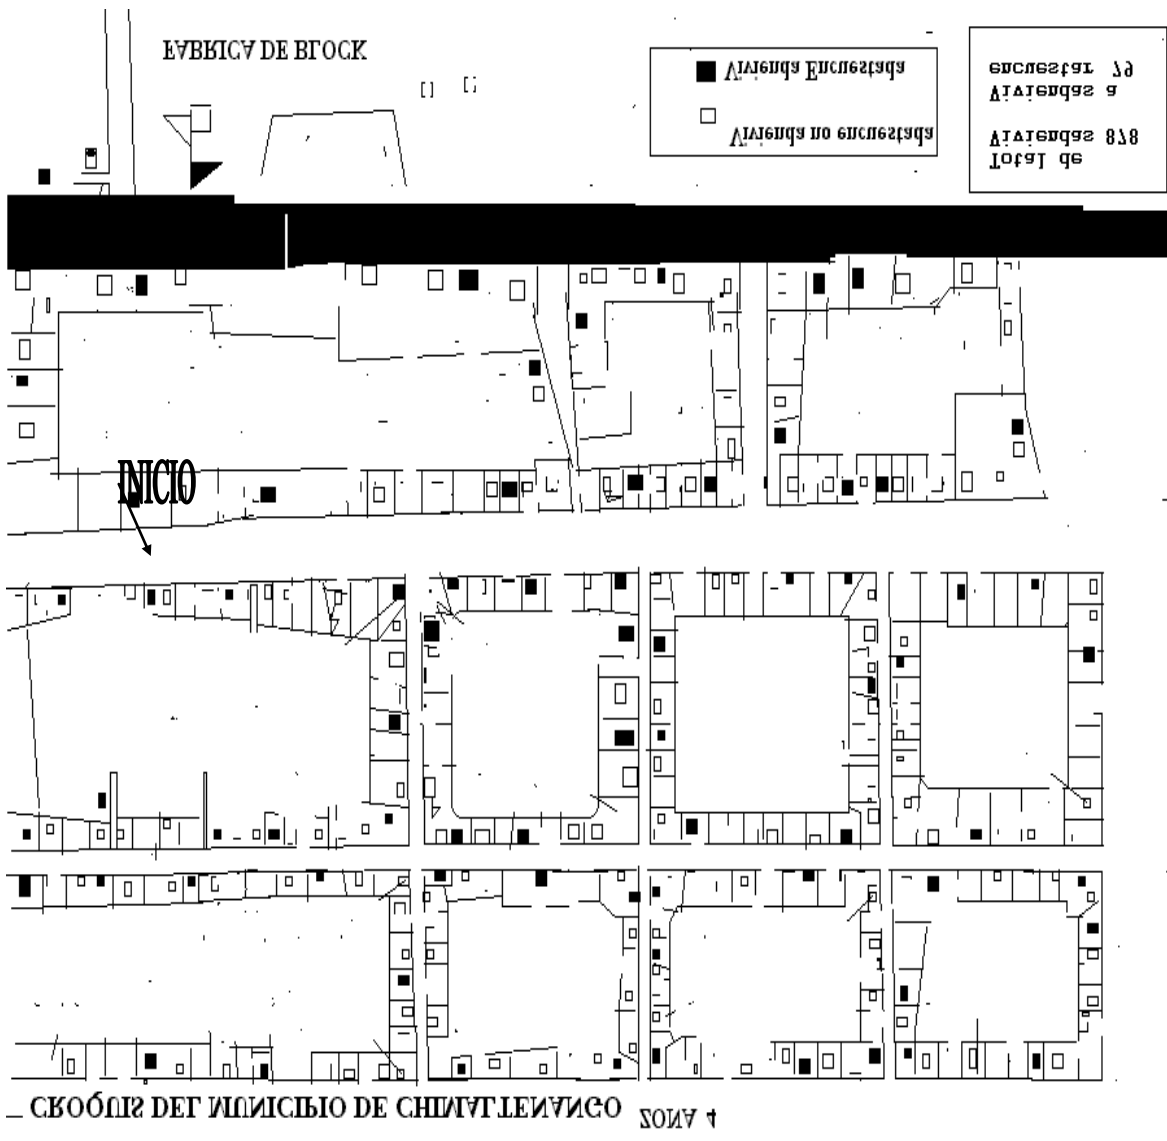 CROQUIS DEL MUNICIPIO DE CHIMALTENANGO ZONA 4
INICIO
Total de
Viviendas 878
Viviendas a
encuestar 79
Vivienda no encuestada
Vivienda Encuestada
FABRICA DE BLOCK